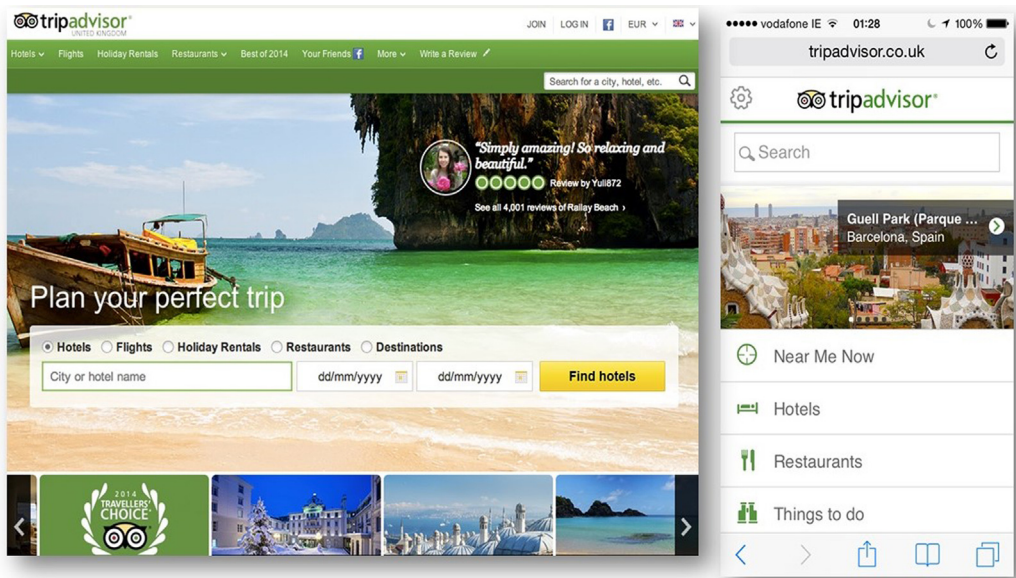 tripadvisor®
UNITED KINGDOM
JOIN LOG IN EUR
Hotels Flights Holiday Rentals Restaurants Best of 2014 Your Friends More Write a Review
Search for a city, hotel, etc.
"Simply amazing! So relaxing and
beautiful."
Review by Yuli872
See all 4,001 reviews of Railay Beach ›
Plan your perfect trip
Hotels Flights Holiday Rentals Restaurants Destinations
City or hotel name dd/mm/yyyy dd/mm/yyyy Find hotels
2014
TRAVELLERS'
CHOICE
vodafone IE 01:28 100%
tripadvisor.co.uk
tripadvisor®
Search
Guell Park (Parque ...
Barcelona, Spain
Near Me Now
Hotels
Restaurants
Things to do